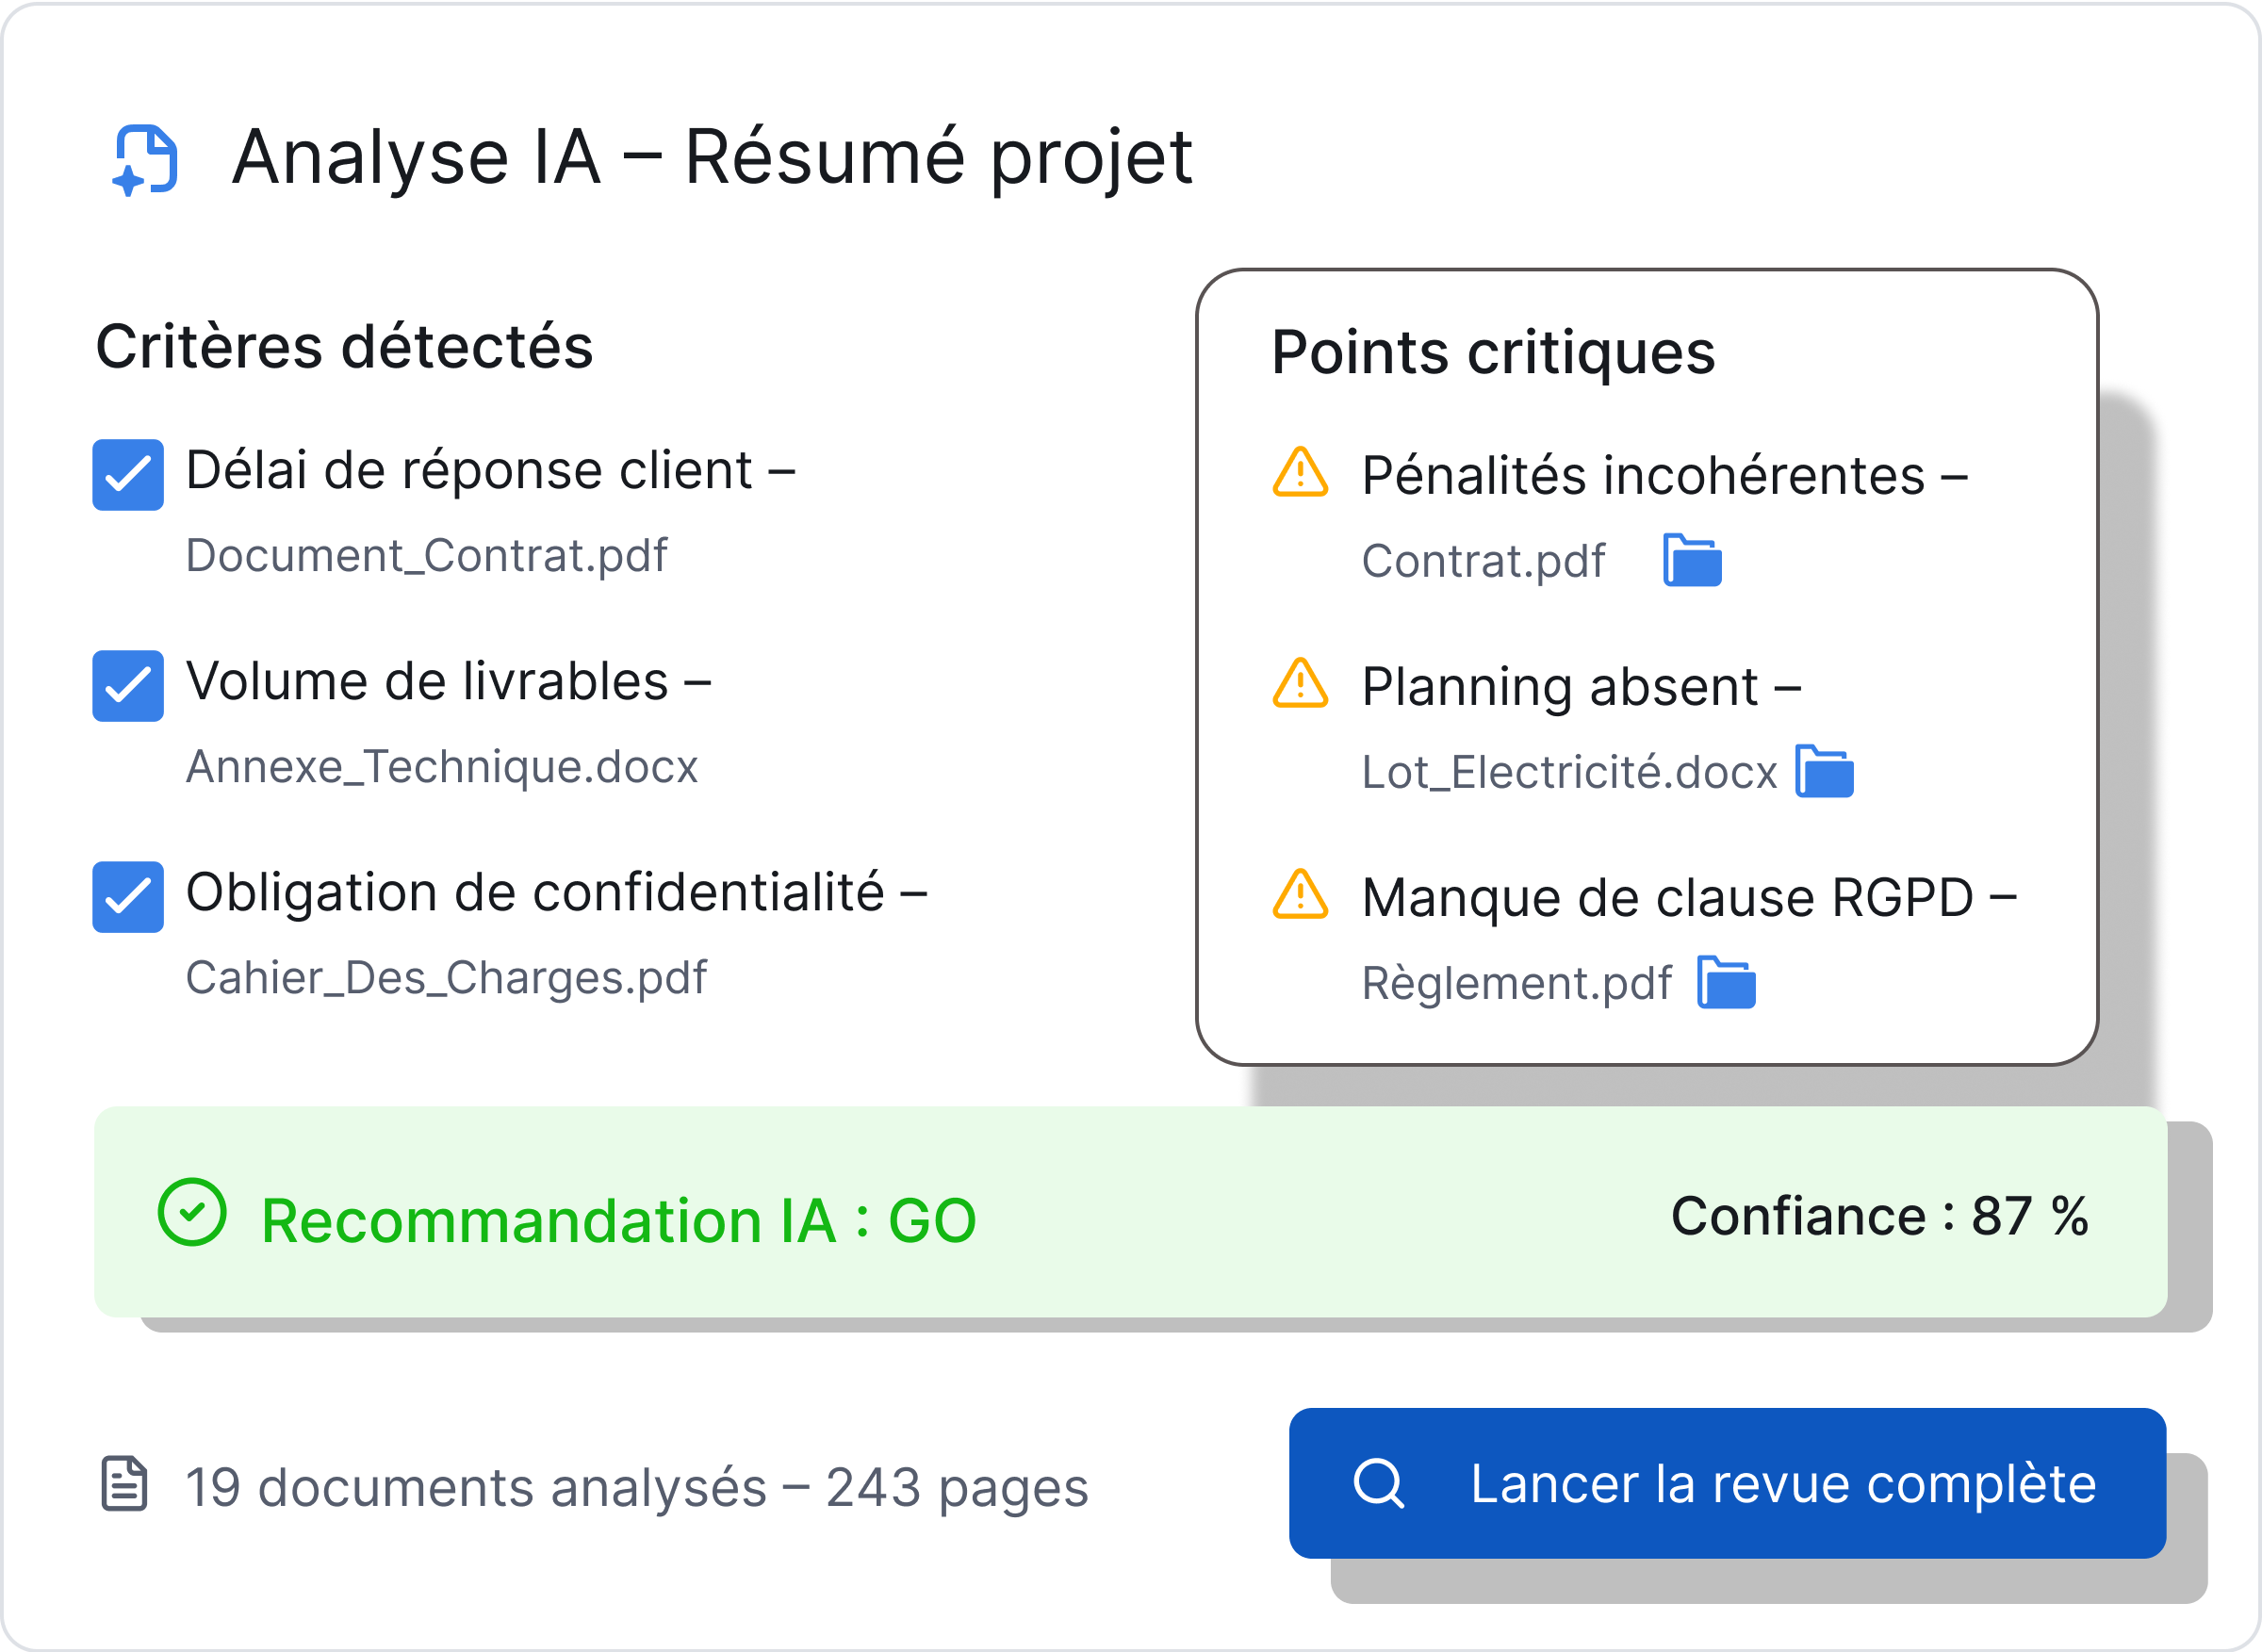 Analyse IA – Résumé projet
Critères détectés
Délai de réponse client –
Document_Contrat.pdf
Volume de livrables –
Annexe_Technique.docx
Obligation de confidentialité –
Cahier_Des_Charges.pdf
Points critiques
Pénalités incohérentes –
Contrat.pdf
Planning absent –
Lot_Electricité.docx
Manque de clause RGPD –
Règlement.pdf
Recommandation IA : GO
Confiance : 87 %
19 documents analysés – 243 pages
Lancer la revue complète